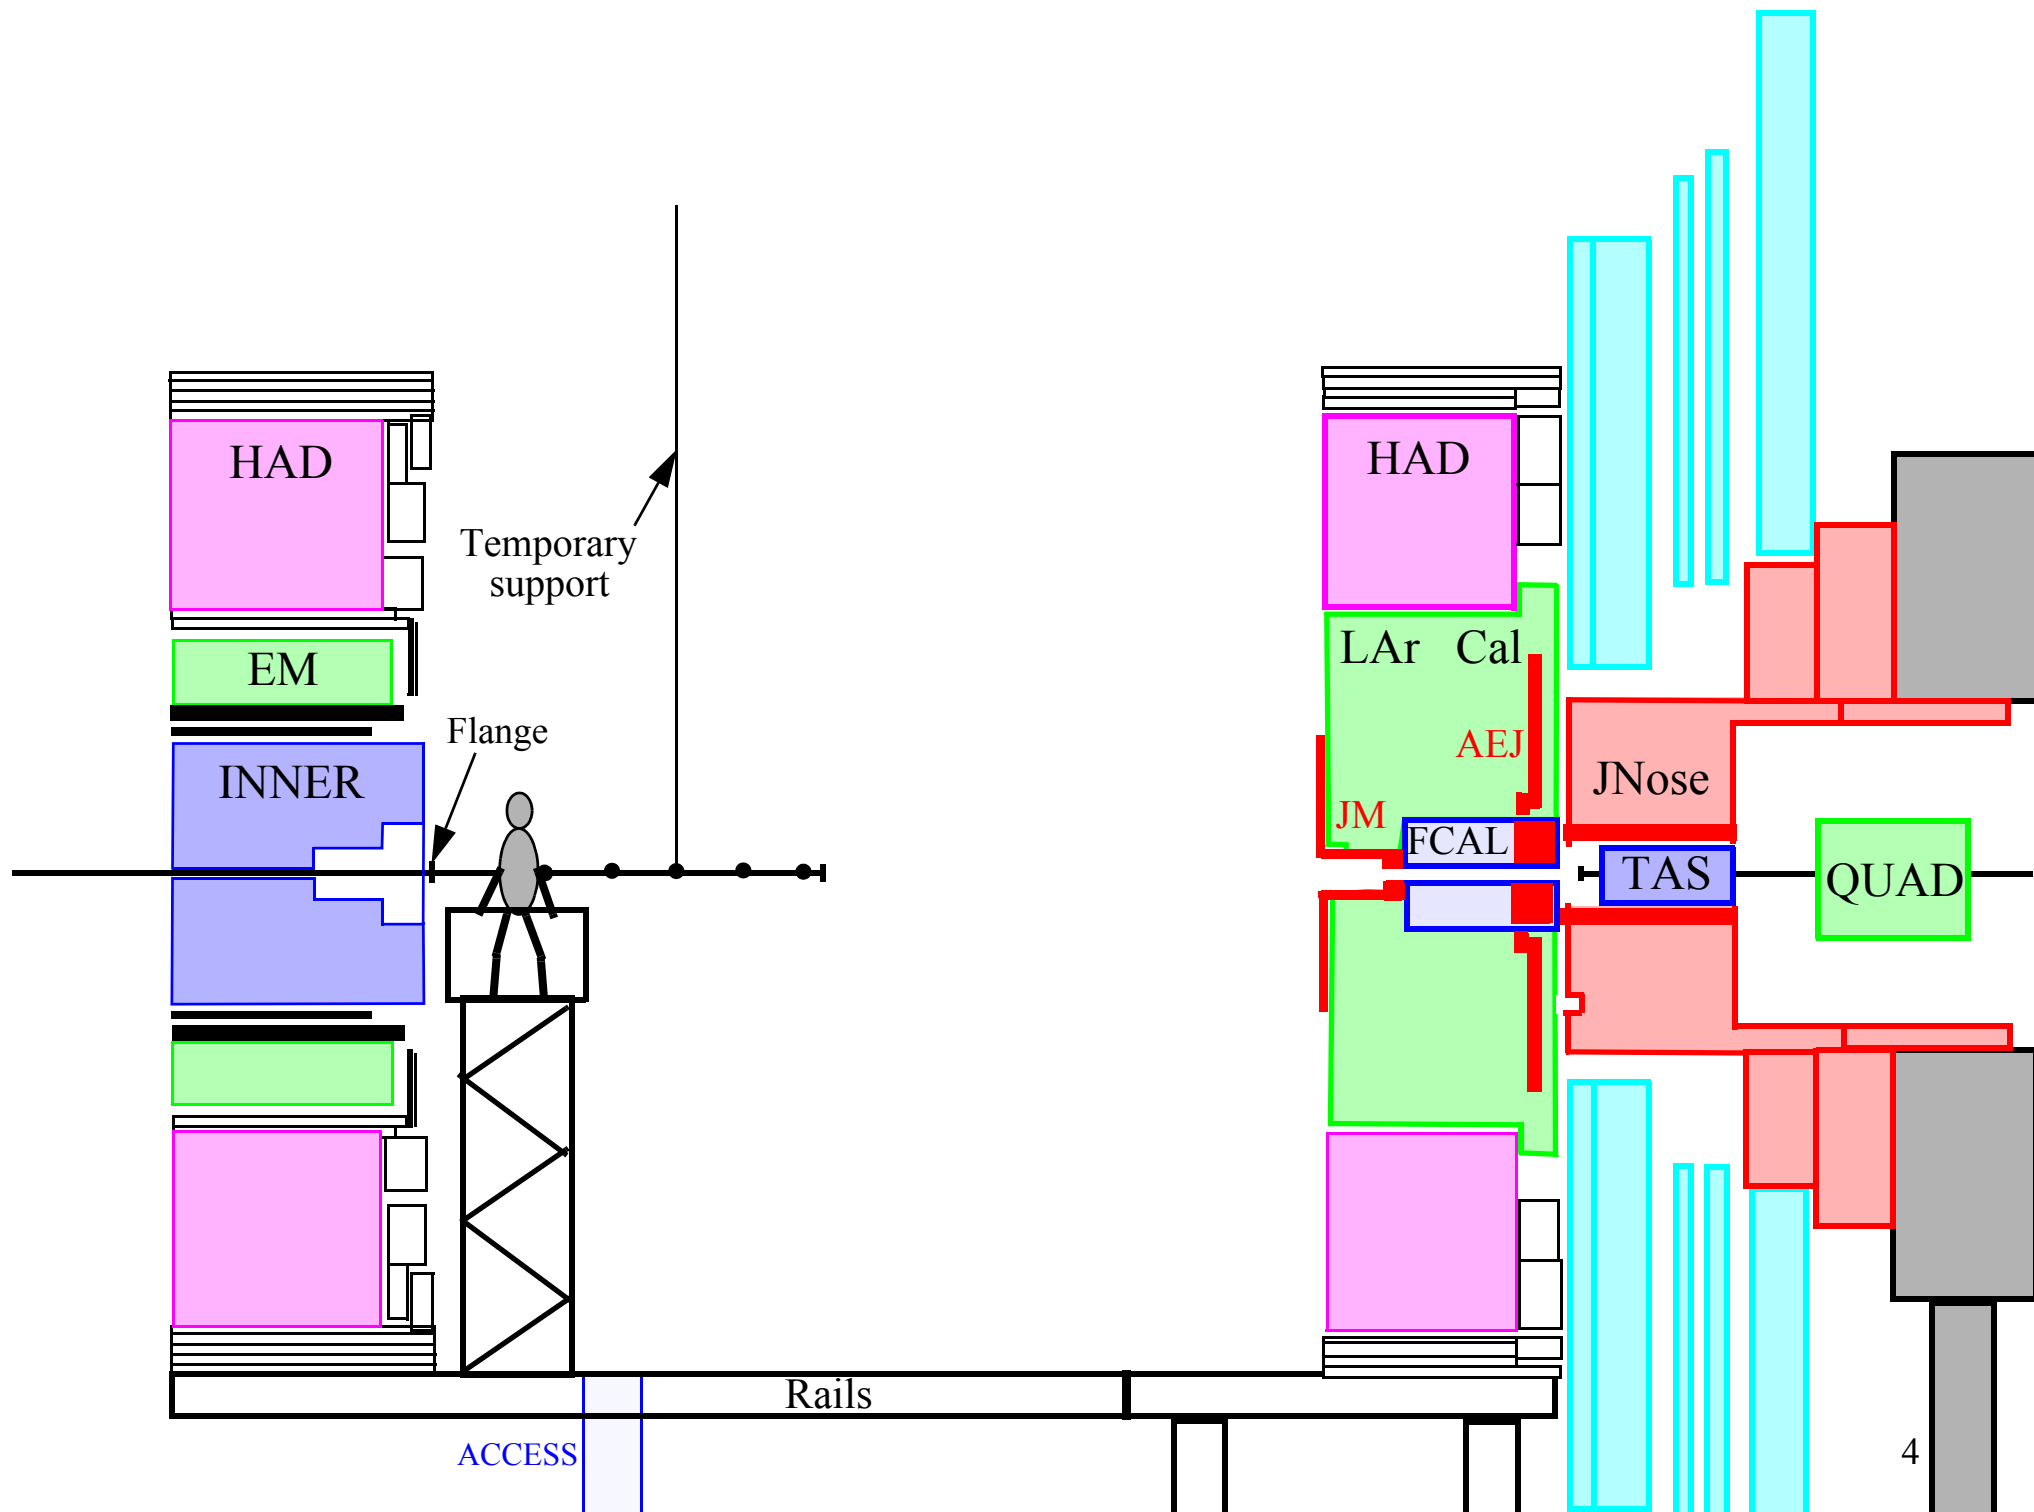 HAD
HAD
Temporary
support
LAr Cal
EM
Flange
AEJ
INNER
JNose
JM
FCAL
TAS
QUAD
Rails
ACCESS
4